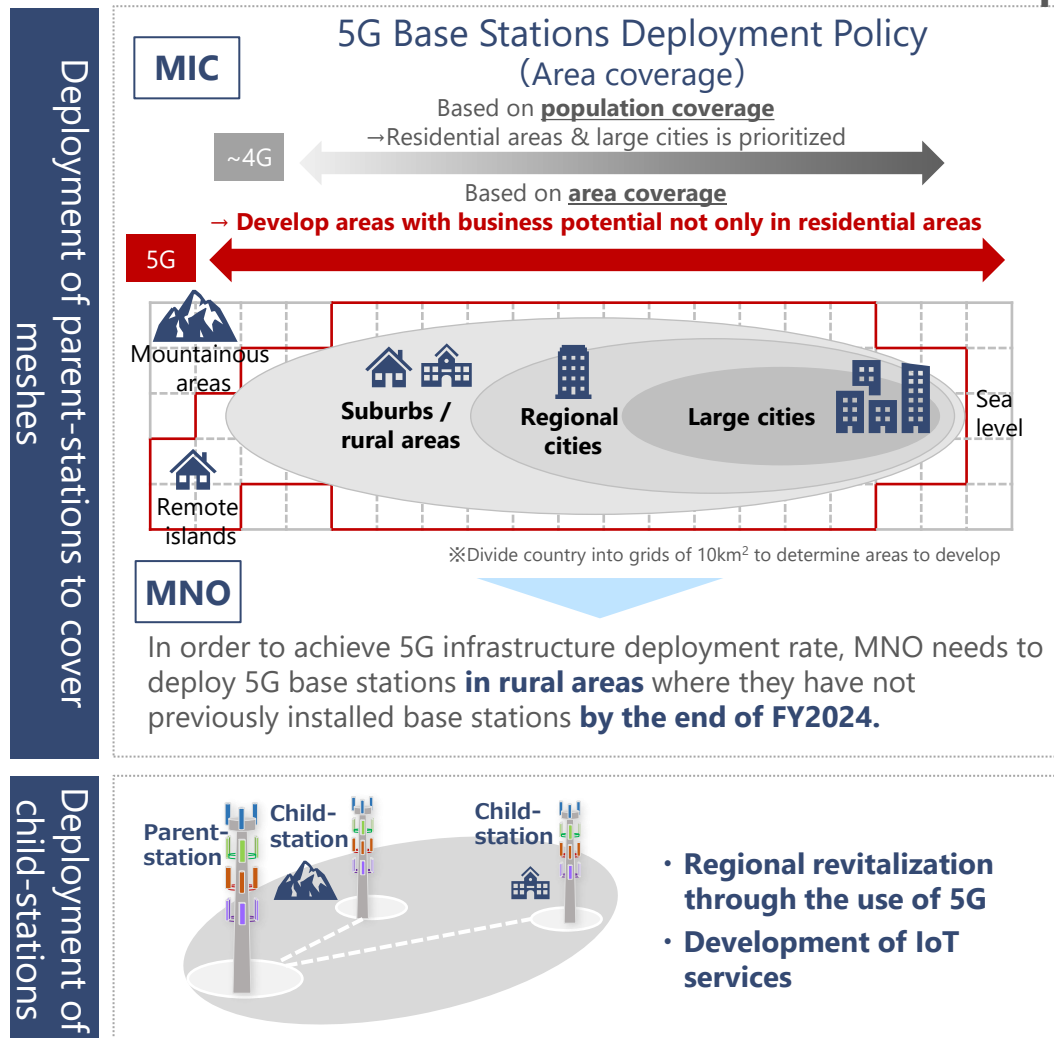 Deployment of parent-stations to cover
meshes
MIC
5G Base Stations Deployment Policy
（Area coverage）
Based on population coverage
→Residential areas & large cities is prioritized
~4G
Based on area coverage
→ Develop areas with business potential not only in residential areas
5G
Mountainous
areas
Suburbs /
rural areas
Regional
cities
Large cities
Sea
level
Remote
islands
※Divide country into grids of 10km² to determine areas to develop
MNO
In order to achieve 5G infrastructure deployment rate, MNO needs to
deploy 5G base stations in rural areas where they have not
previously installed base stations by the end of FY2024.
Deployment of
child-stations
Parent-
station
Child-
station
Child-
station
・Regional revitalization
through the use of 5G
・Development of IoT
services